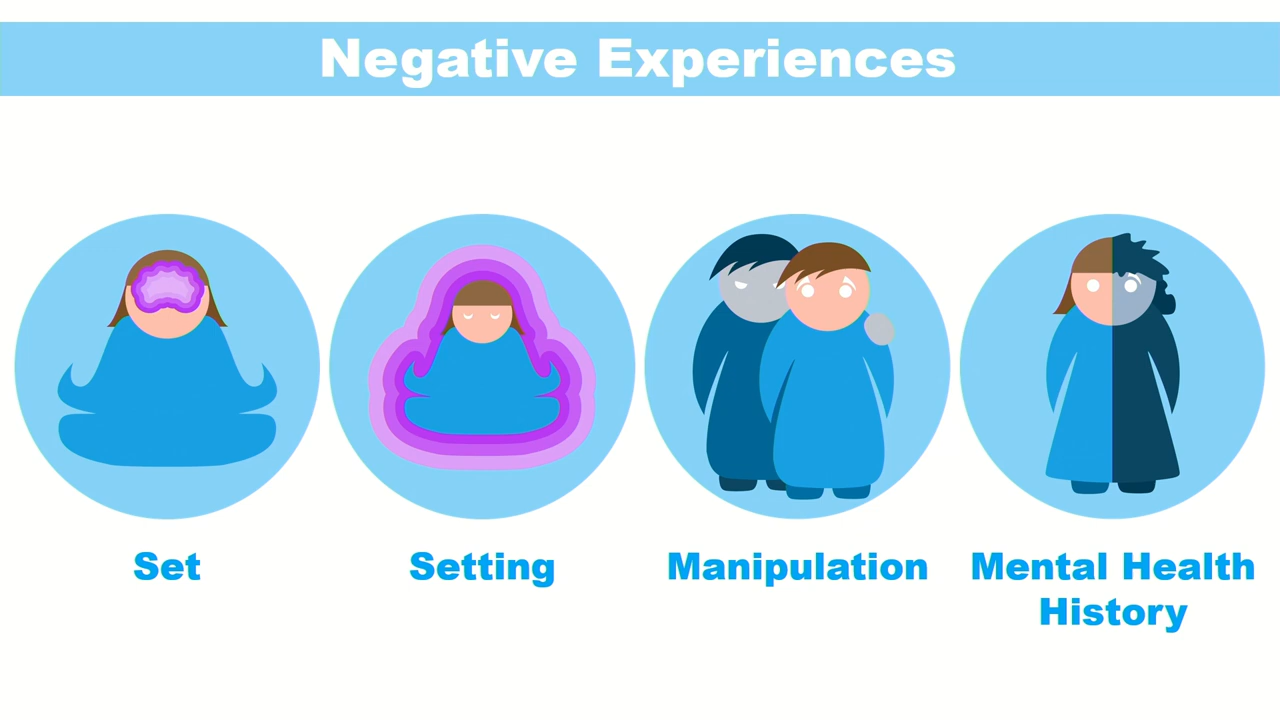 Negative Experiences
Set
Setting
Manipulation
Mental Health
History